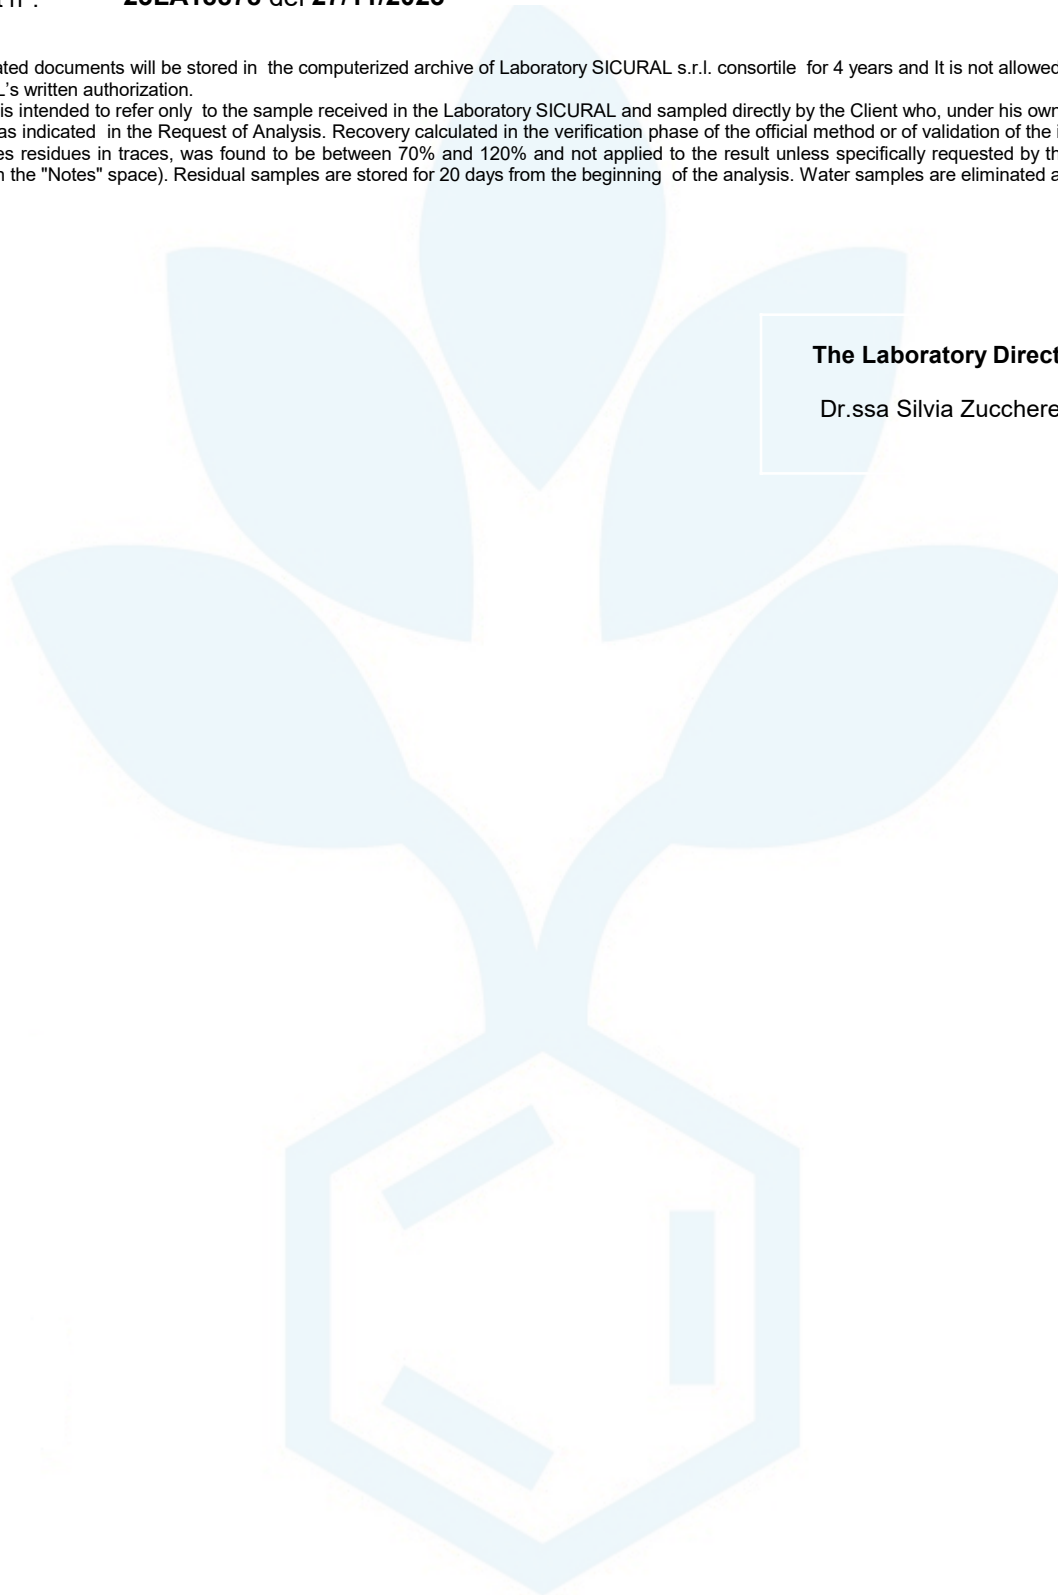 del
ated documents will be stored in the computerized archive of Laboratory SICURAL s.r.l. consortile for 4 years and It is not allowed
L's written authorization.
is intended to refer only to the sample received in the Laboratory SICURAL and sampled directly by the Client who, under his own
as indicated in the Request of Analysis. Recovery calculated in the verification phase of the official method or of validation of the i
es residues in traces, was found to be between 70% and 120% and not applied to the result unless specifically requested by th
n the "Notes" space). Residual samples are stored for 20 days from the beginning of the analysis. Water samples are eliminated a
The Laboratory Direct
Dr.ssa Silvia Zucchere